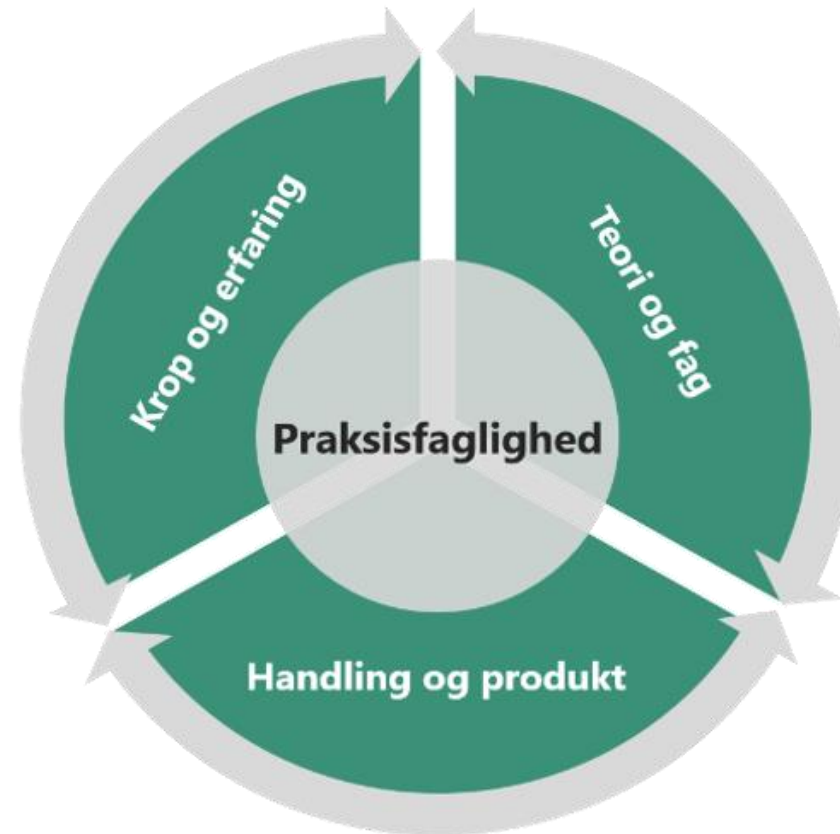 Krop og erfaring
Teori og fag
Praksisfaglighed
Handling og produkt